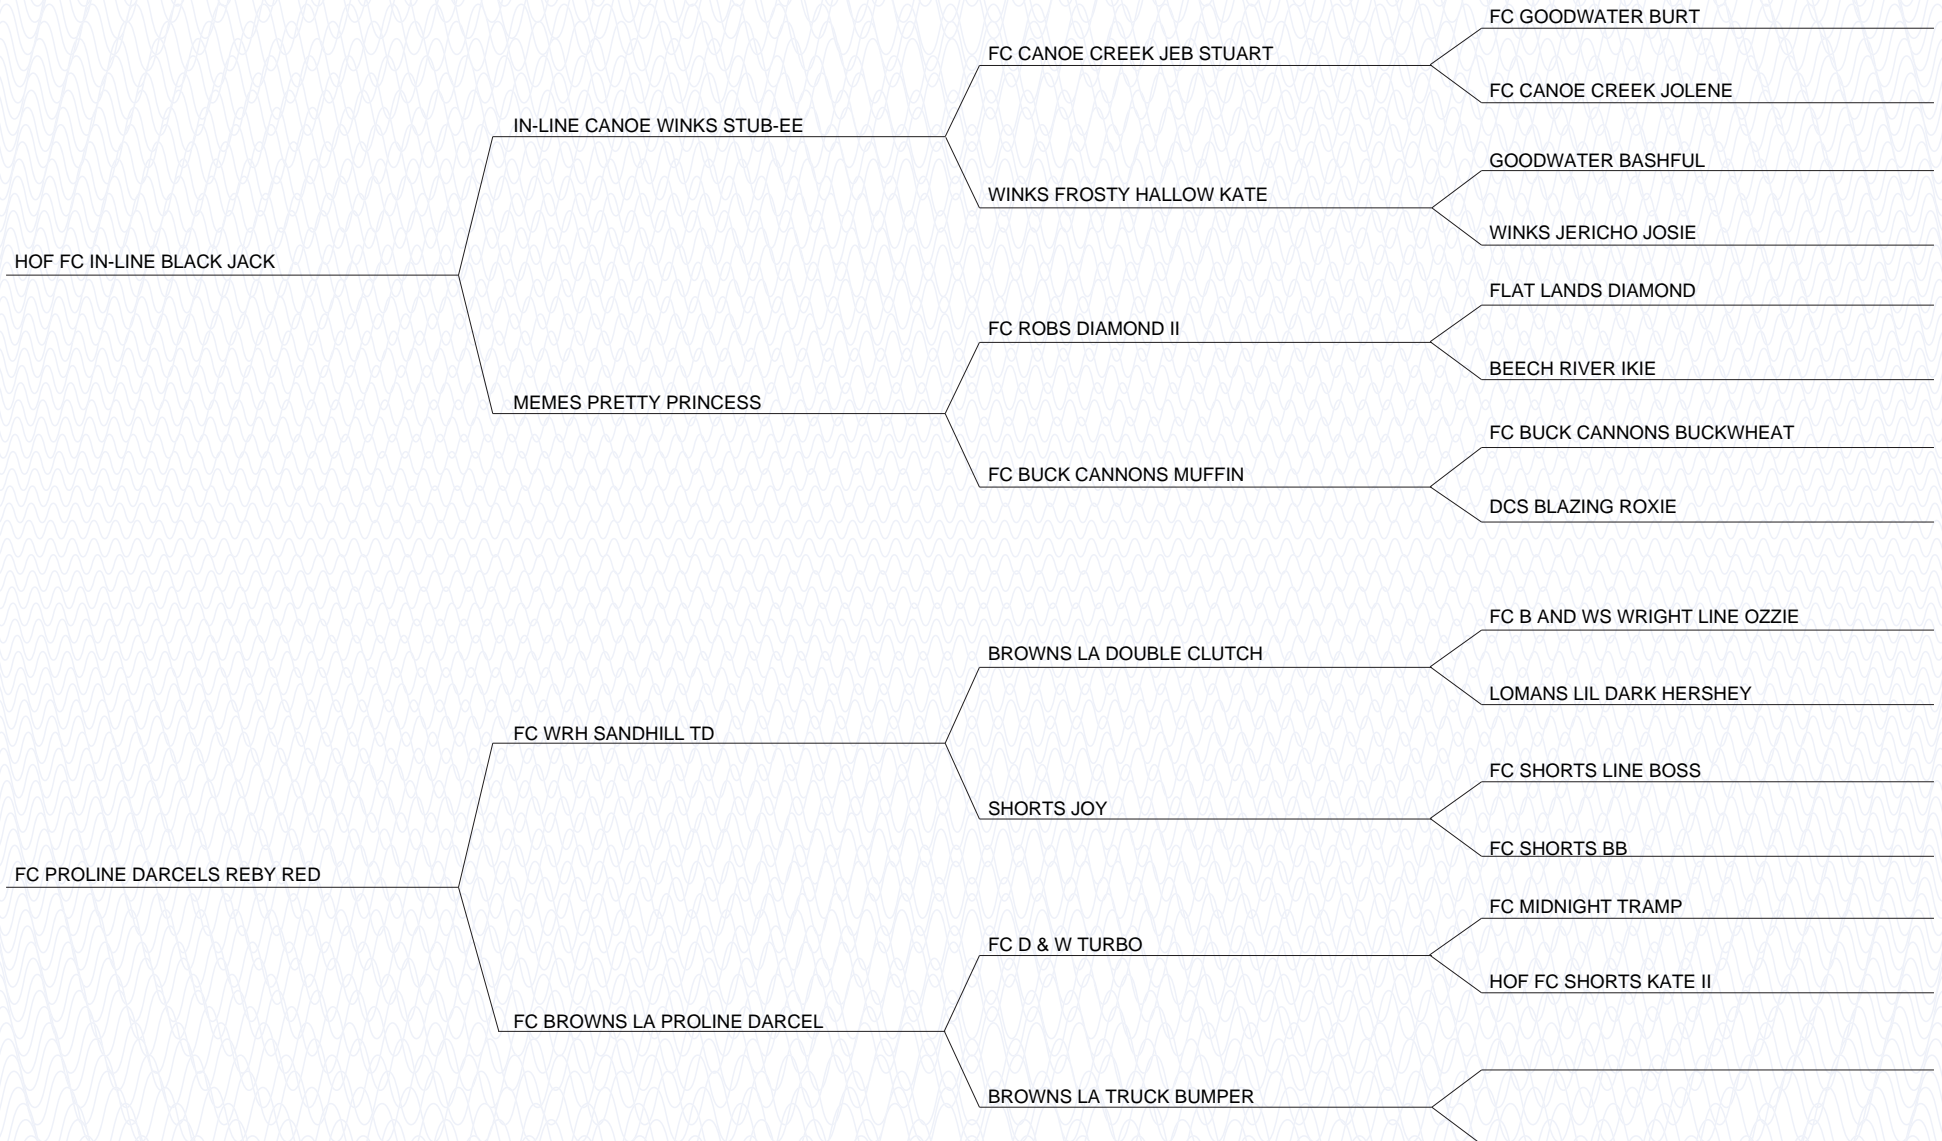 FC GOODWATER BURT
FC CANOE CREEK JEB STUART
FC CANOE CREEK JOLENE
IN-LINE CANOE WINKS STUB-EE
GOODWATER BASHFUL
WINKS FROSTY HALLOW KATE
WINKS JERICHO JOSIE
HOF FC IN-LINE BLACK JACK
FLAT LANDS DIAMOND
FC ROBS DIAMOND II
BEECH RIVER IKIE
MEMES PRETTY PRINCESS
FC BUCK CANNONS BUCKWHEAT
FC BUCK CANNONS MUFFIN
DCS BLAZING ROXIE
FC B AND WS WRIGHT LINE OZZIE
BROWNS LA DOUBLE CLUTCH
LOMANS LIL DARK HERSHEY
FC WRH SANDHILL TD
FC SHORTS LINE BOSS
SHORTS JOY
FC SHORTS BB
FC PROLINE DARCELS REBY RED
FC MIDNIGHT TRAMP
FC D & W TURBO
HOF FC SHORTS KATE II
FC BROWNS LA PROLINE DARCEL
BROWNS LA TRUCK BUMPER